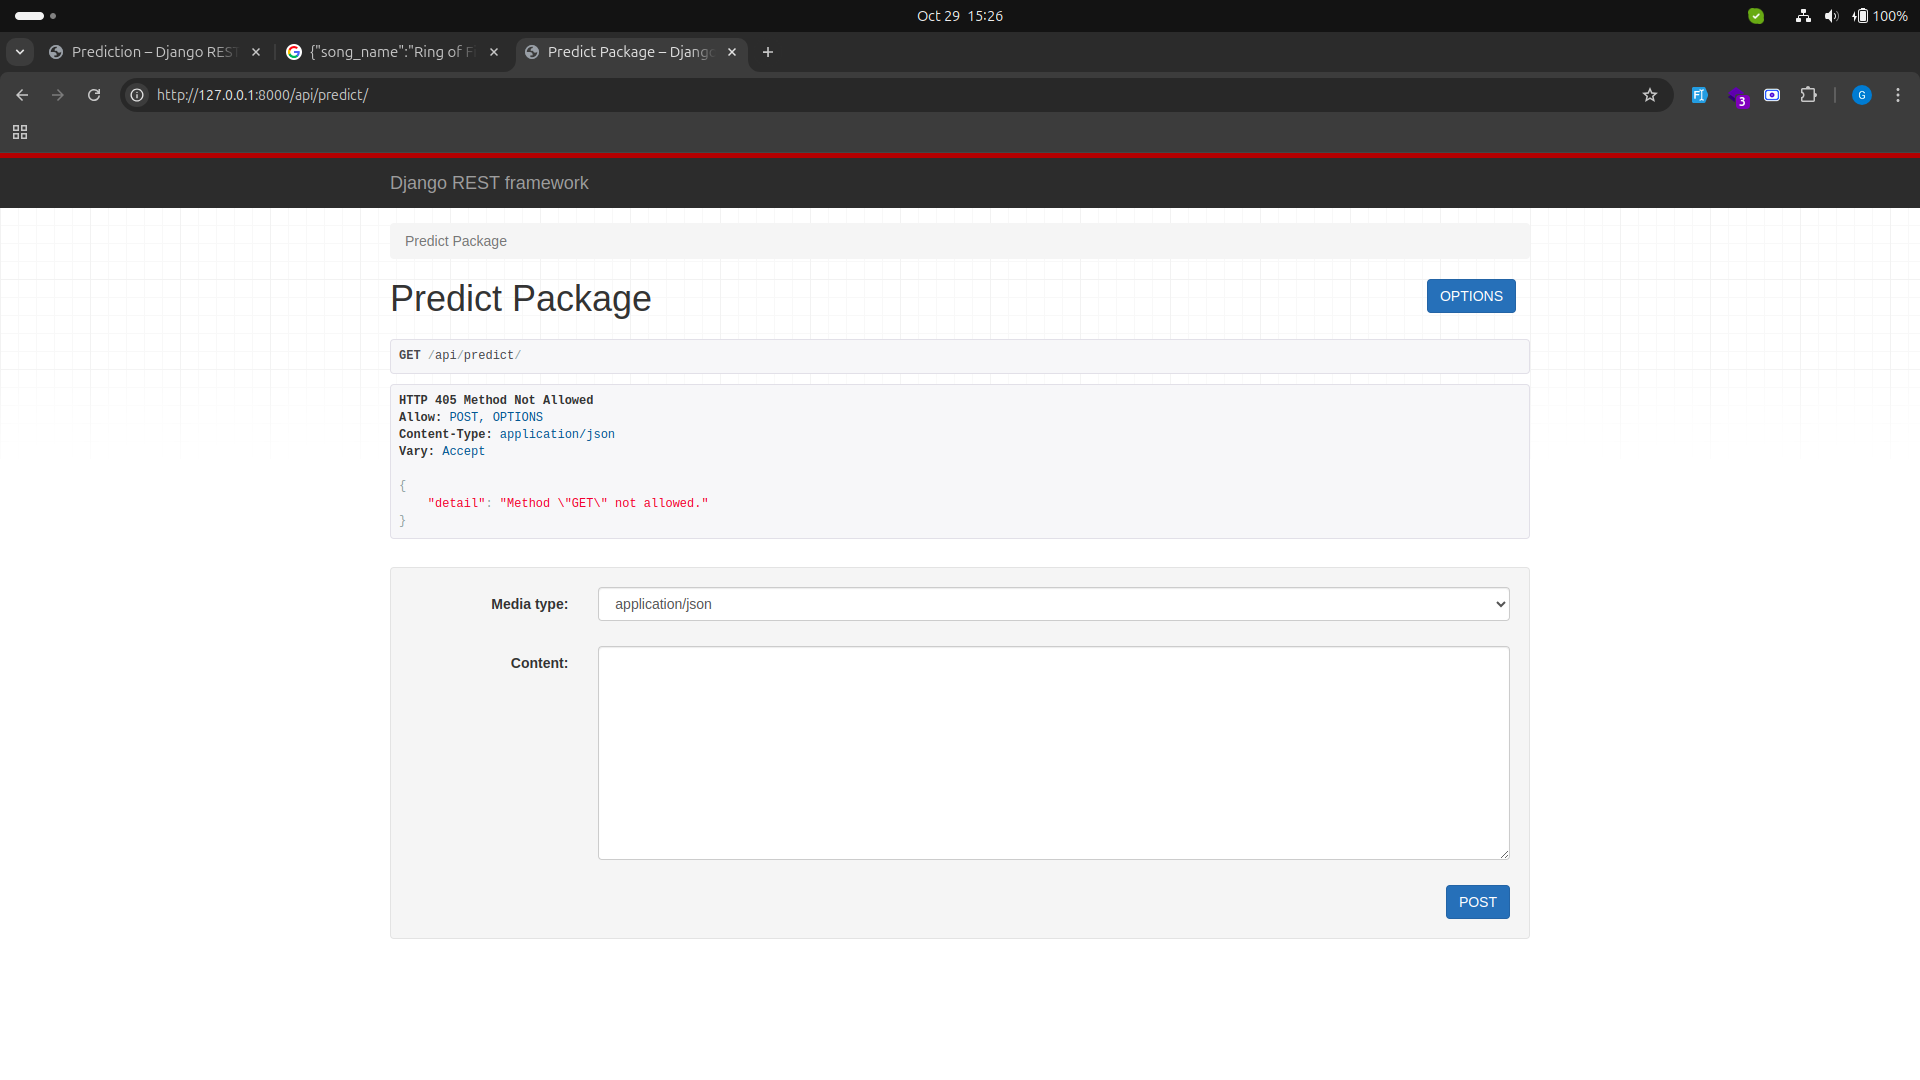 Oct 29 15:26
100%
Prediction – Django REST
{"song_name":"Ring of Fi
Predict Package – Django
http://127.0.0.1:8000/api/predict/
FI
3
G
Django REST framework
Predict Package
Predict Package
OPTIONS
GET /api/predict/
HTTP 405 Method Not Allowed
Allow: POST, OPTIONS
Content-Type: application/json
Vary: Accept
{
"detail": "Method \"GET\" not allowed."
}
Media type:
application/json
Content:
POST